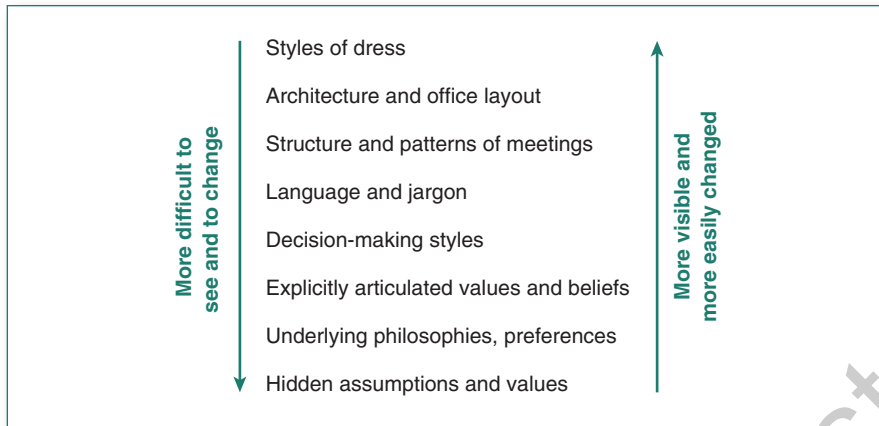 Styles of dress
Architecture and office layout
Structure and patterns of meetings
Language and jargon
Decision-making styles
Explicitly articulated values and beliefs
Underlying philosophies, preferences
Hidden assumptions and values
More difficult to
see and to change
More visible and
more easily changed